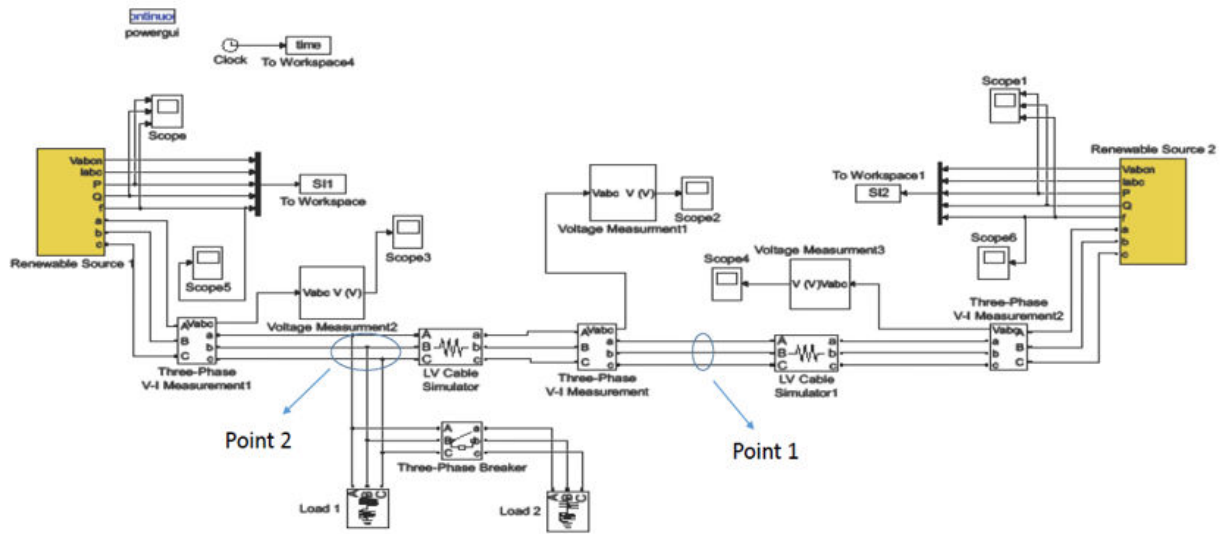 ontinuo
powergui
time
Clock
To Workspace4
Scope
Vabcn
Iabc
P
Q
f
a
b
c
Renewable Source 1
SI1
To Workspace
Scope5
Scope3
Vabc V (V)
Voltage Measurment2
Vabc V (V)
Scope2
Voltage Measurment1
Scope1
Renewable Source 2
Vabcn
Iabc
P
Q
f
a
b
c
To Workspace1
SI2
Scope6
Voltage Measurment3
Scope4
V (V)Vabc
Three-Phase
V-I Measurement2
Vabc
A
a
B
b
C
c
Vabc
A
a
B
b
C
c
Three-Phase
V-I Measurement1
A a
B b
C c
LV Cable
Simulator
Vabc
A
a
B
b
C
c
Three-Phase
V-I Measurement
A a
B b
C c
LV Cable
Simulator1
Point 2
Point 1
A a
B b
C c
Three-Phase Breaker
A B C
Load 1
A B C
Load 2